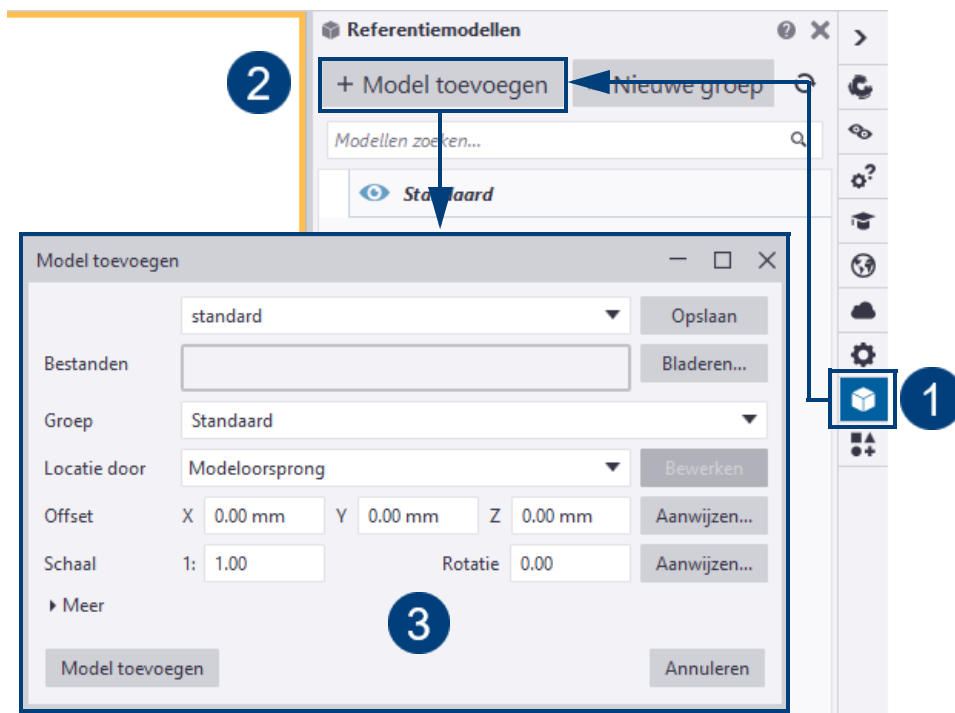 Referentiemodellen
2
+ Model toevoegen
Nieuwe groep
Modellen zoeken...
Standaard
1
Model toevoegen
standard
Opslaan
Bestanden
Bladeren...
Groep
Standaard
Locatie door
Modeloorsprong
Bewerken
Offset X 0.00 mm Y 0.00 mm Z 0.00 mm Aanwijzen...
Schaal 1: 1.00 Rotatie 0.00 Aanwijzen...
Meer
3
Model toevoegen
Annuleren